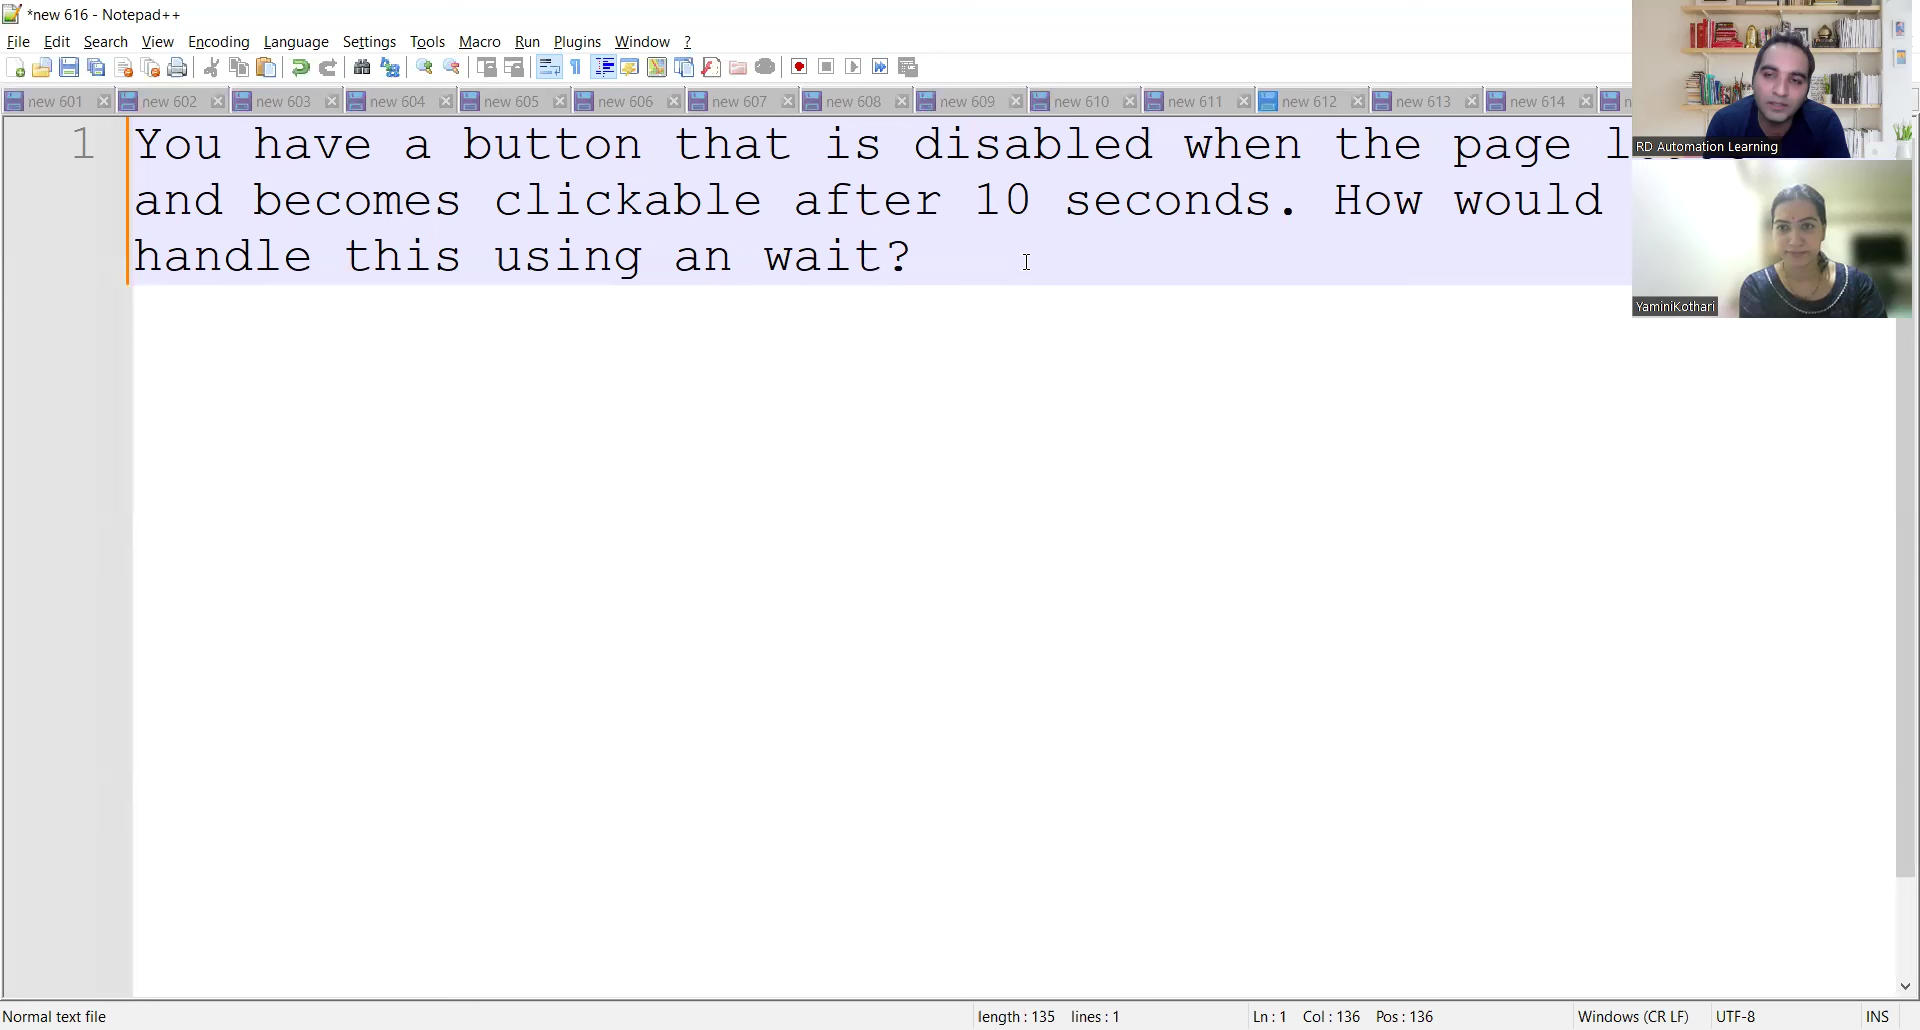 *new 616 - Notepad++
File Edit Search View Encoding Language Settings Tools Macro Run Plugins Window ?
new 601 new 602 new 603 new 604 new 605 new 606 new 607 new 608 new 609 new 610 new 611 new 612 new 613 new 614
1 You have a button that is disabled when the page
and becomes clickable after 10 seconds. How would
handle this using an wait?
RD Automation Learning
YaminiKothari
Normal text file length : 135 lines : 1 Ln : 1 Col : 136 Pos : 136 Windows (CR LF) UTF-8 INS